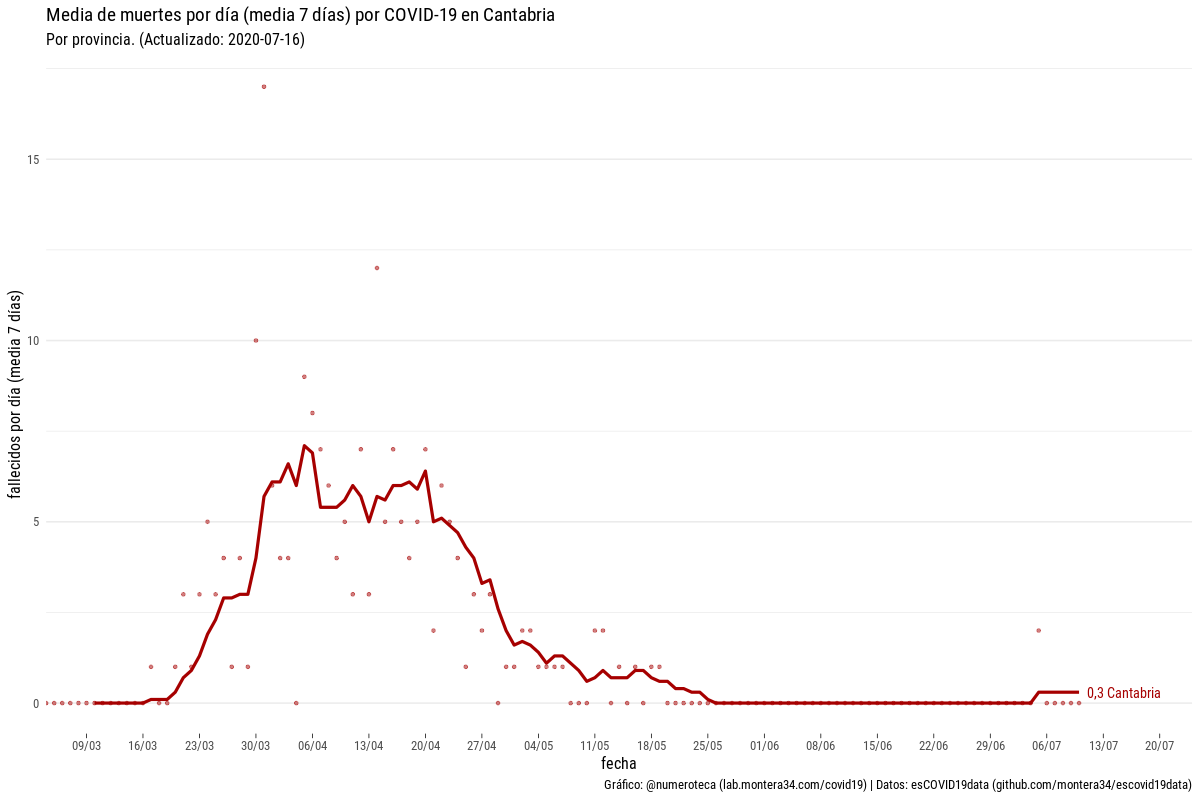 Media de muertes por día (media 7 días) por COVID-19 en Cantabria
Por provincia. (Actualizado: 2020-07-16)
fallecidos por día (media 7 días)
15
10
5
0
0,3 Cantabria
09/03 16/03 23/03 30/03 06/04 13/04 20/04 27/04 04/05 11/05 18/05 25/05 01/06 08/06 15/06 22/06 29/06 06/07 13/07 20/07
fecha
Gráfico: @numeroteca (lab.montera34.com/covid19) | Datos: esCOVID19data (github.com/montera34/escovid19data)